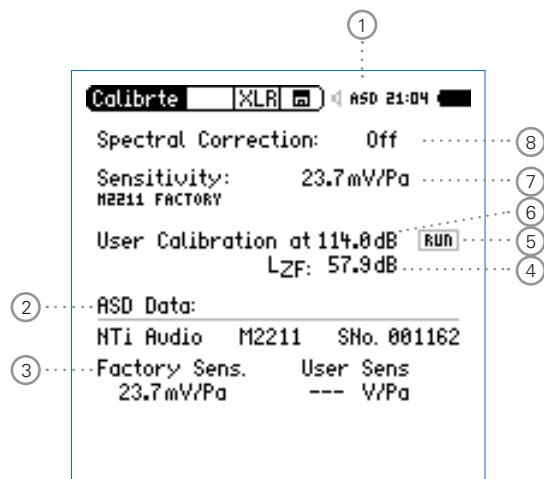 1
Calibrte XLR ASD 21:04
Spectral Correction: Off 8
Sensitivity: 23.7mV/Pa 7
M2211 FACTORY
6
User Calibration at 114.0dB RUN 5
LZF: 57.9dB 4
2 ASD Data:
NTi Audio M2211 SNo. 001162
3 Factory Sens. User Sens
23.7mV/Pa --- V/Pa